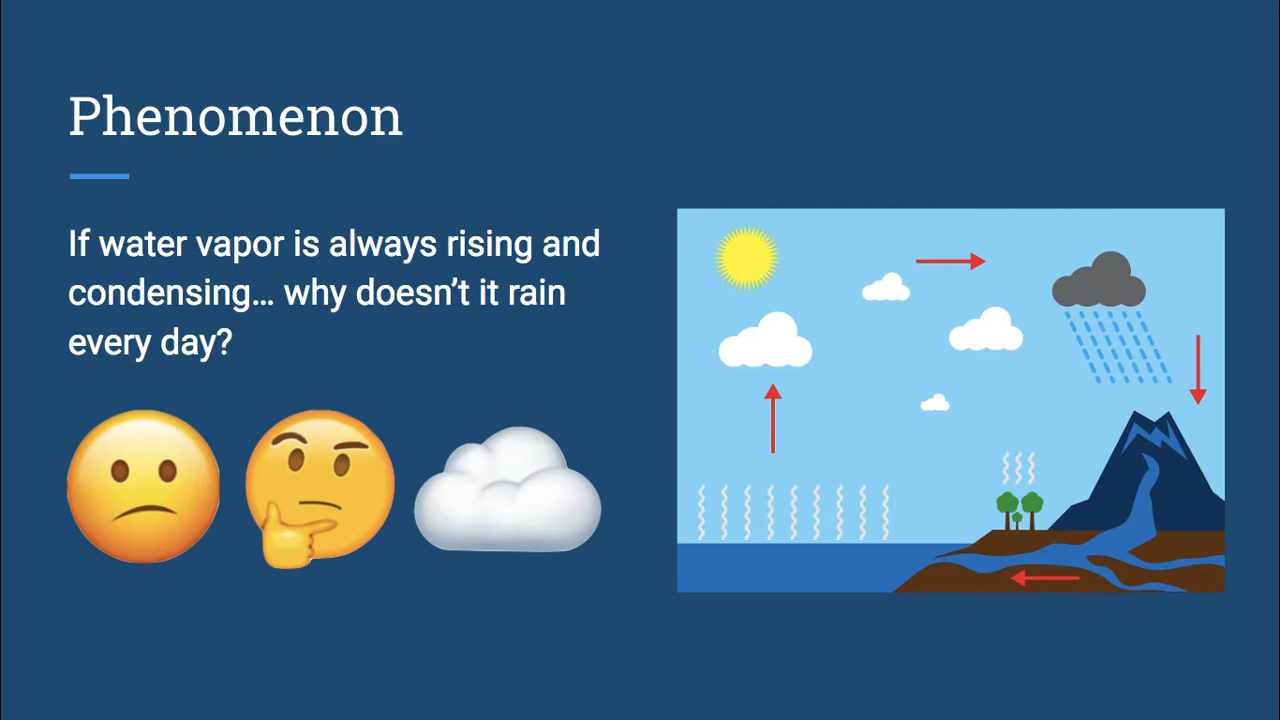 Phenomenon
If water vapor is always rising and
condensing… why doesn’t it rain
every day?